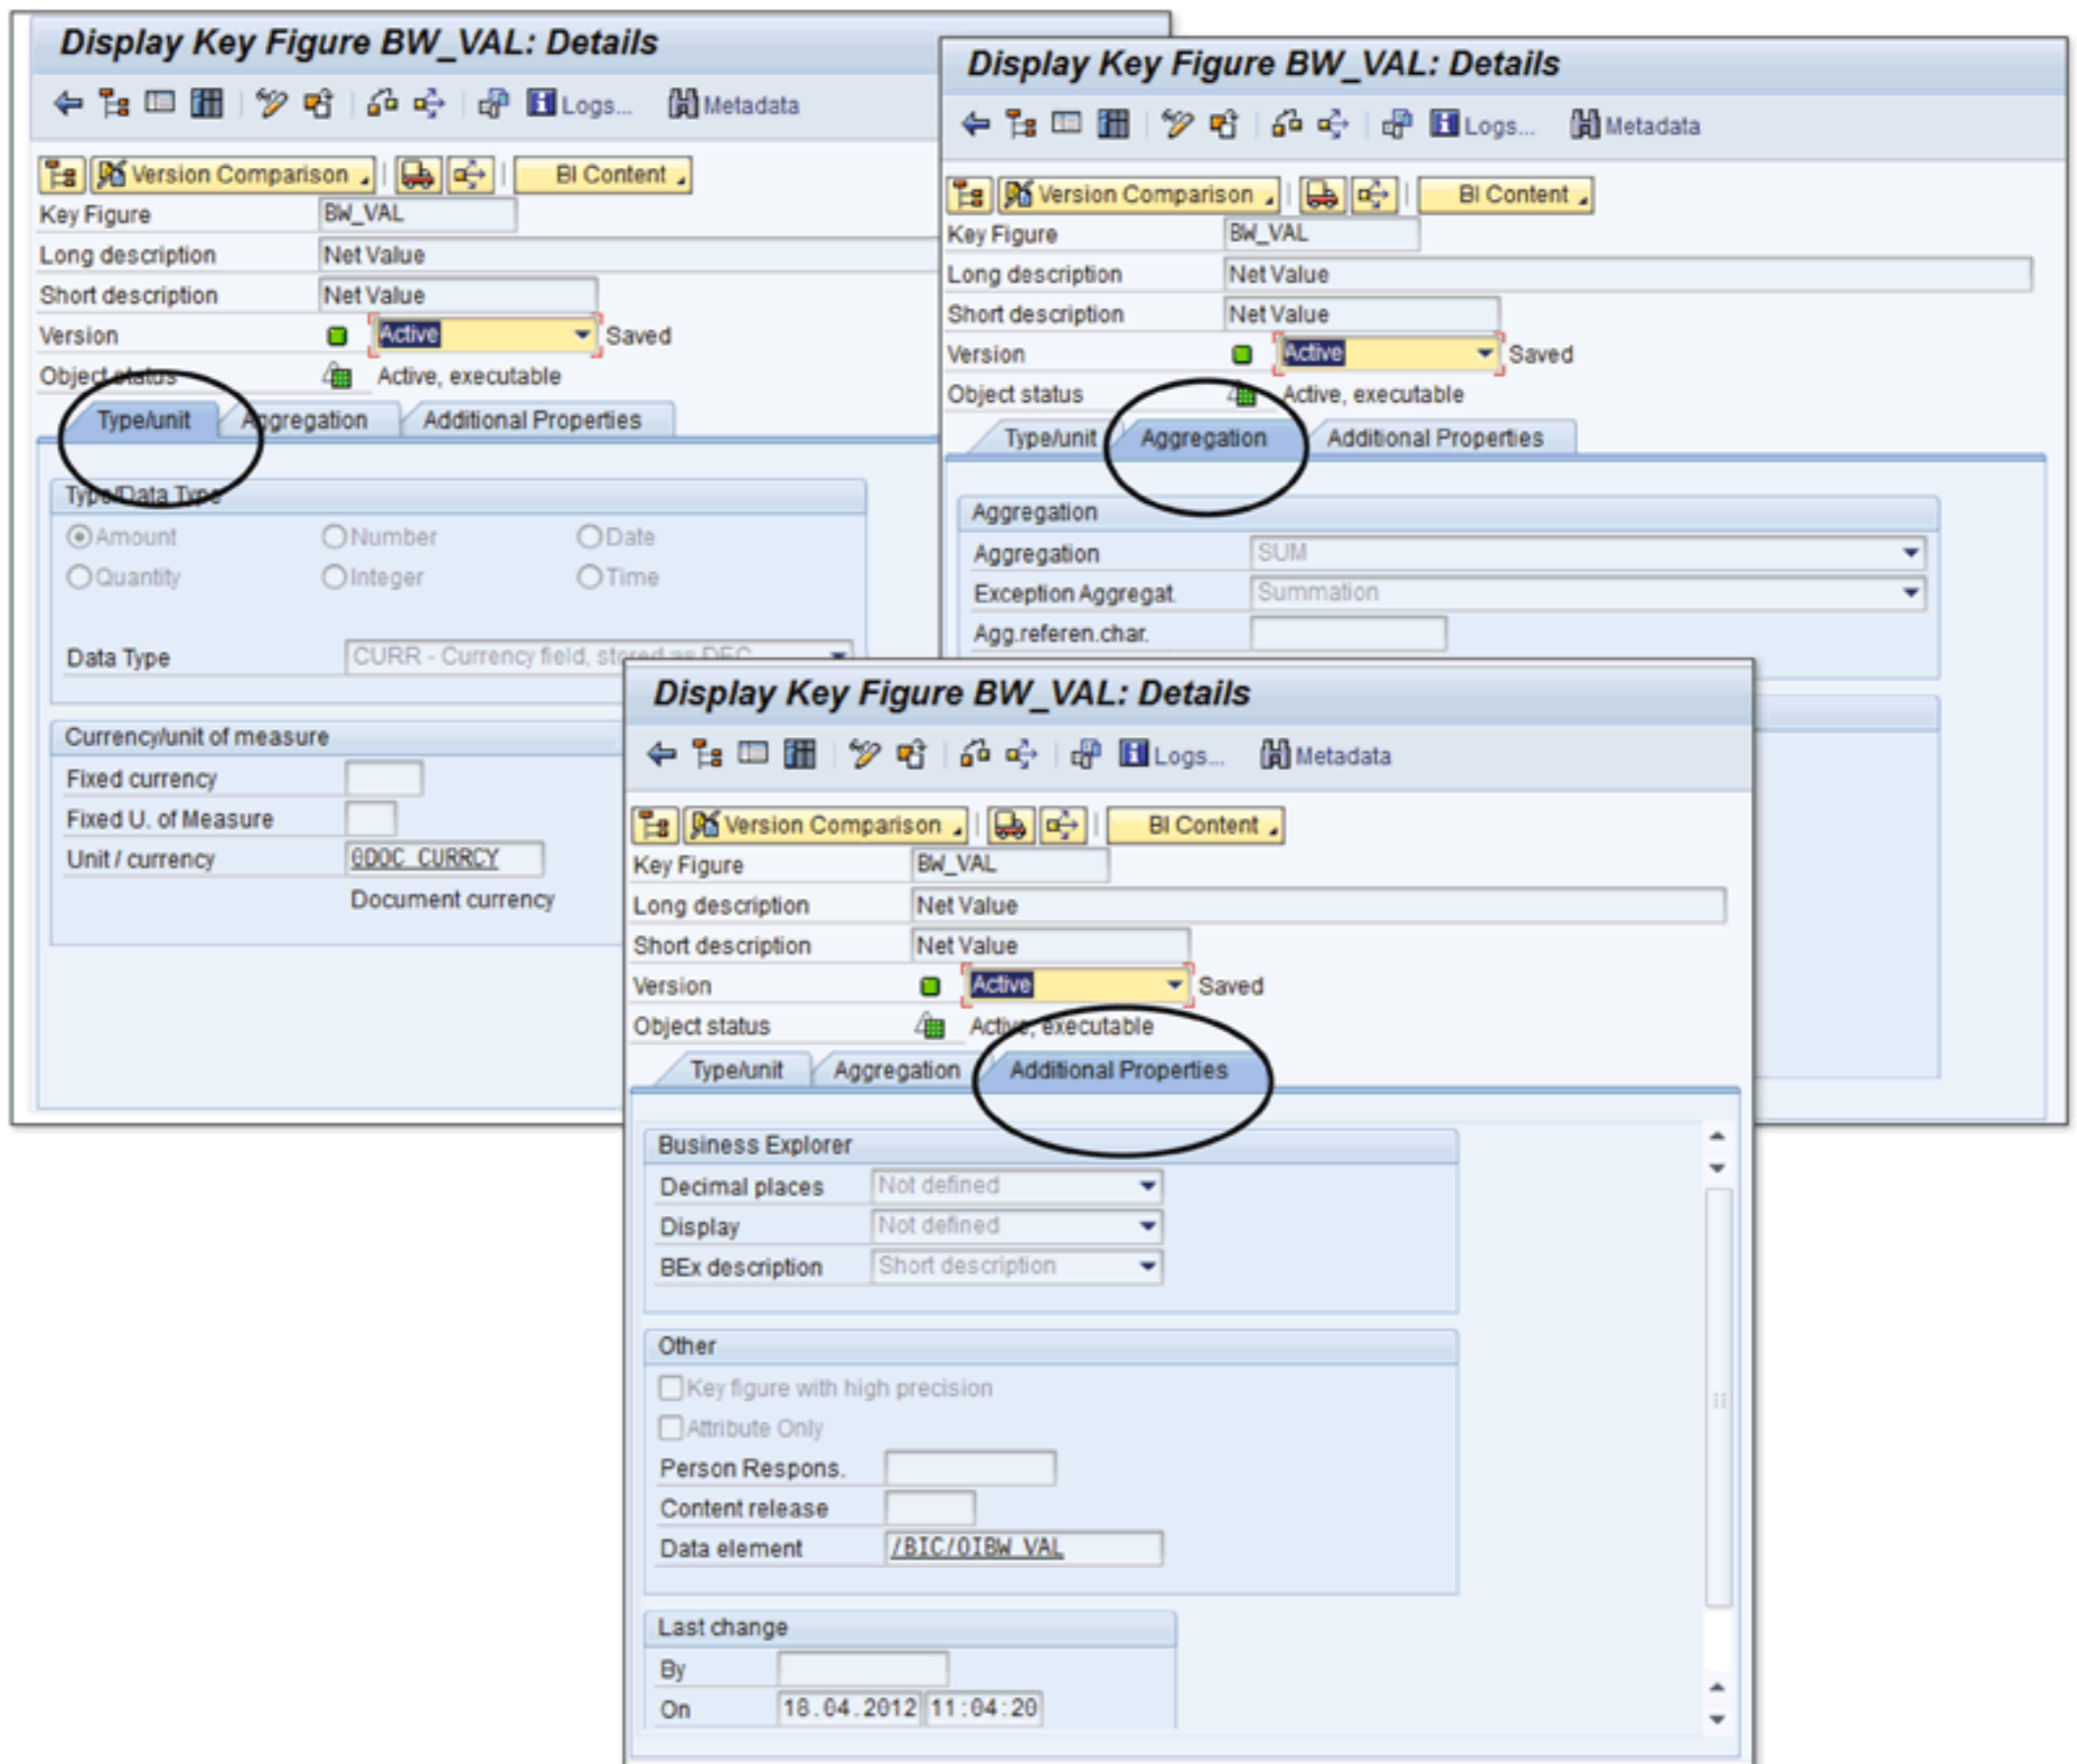 Display Key Figure BW_VAL: Details
Logs... Metadata
Version Comparison BI Content
Key Figure BW_VAL
Long description Net Value
Short description Net Value
Version Active Saved
Object status Active, executable
Type/unit Aggregation Additional Properties
Type/Data Type
Amount Number Date
Quantity Integer Time
Data Type CURR - Currency field, stored as DEC
Currency/unit of measure
Fixed currency
Fixed U. of Measure
Unit / currency 0DOC_CURRCY
Document currency
Display Key Figure BW_VAL: Details
Logs... Metadata
Version Comparison BI Content
Key Figure BW_VAL
Long description Net Value
Short description Net Value
Version Active Saved
Object status Active, executable
Type/unit Aggregation Additional Properties
Aggregation
Aggregation SUM
Exception Aggregat. Summation
Agg.referen.char.
Display Key Figure BW_VAL: Details
Logs... Metadata
Version Comparison BI Content
Key Figure BW_VAL
Long description Net Value
Short description Net Value
Version Active Saved
Object status Active, executable
Type/unit Aggregation Additional Properties
Business Explorer
Decimal places Not defined
Display Not defined
BEx description Short description
Other
Key figure with high precision
Attribute Only
Person Respons.
Content release
Data element /BIC/OIBW_VAL
Last change
By
On 18.04.2012 11:04:20